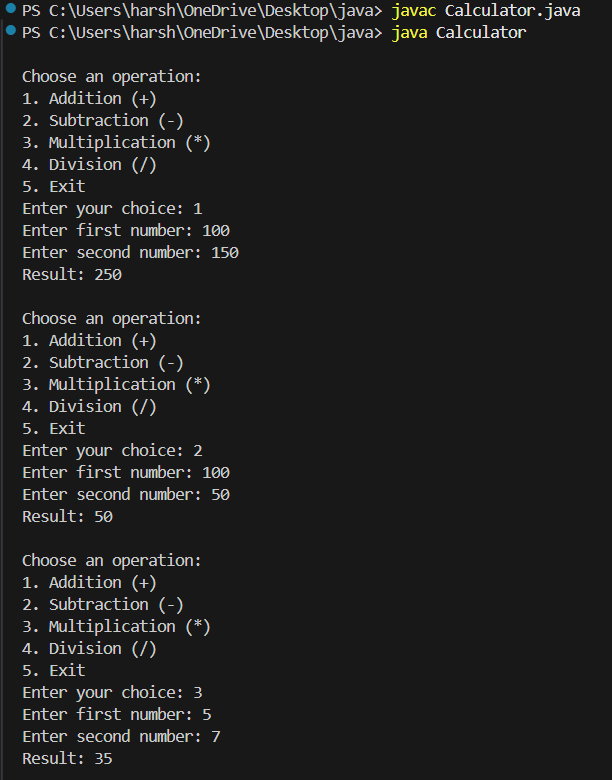 PS C:\Users\harsh\OneDrive\Desktop\java> javac Calculator.java
PS C:\Users\harsh\OneDrive\Desktop\java> java Calculator
Choose an operation:
1. Addition (+)
2. Subtraction (-)
3. Multiplication (*)
4. Division (/)
5. Exit
Enter your choice: 1
Enter first number: 100
Enter second number: 150
Result: 250
Choose an operation:
1. Addition (+)
2. Subtraction (-)
3. Multiplication (*)
4. Division (/)
5. Exit
Enter your choice: 2
Enter first number: 100
Enter second number: 50
Result: 50
Choose an operation:
1. Addition (+)
2. Subtraction (-)
3. Multiplication (*)
4. Division (/)
5. Exit
Enter your choice: 3
Enter first number: 5
Enter second number: 7
Result: 35